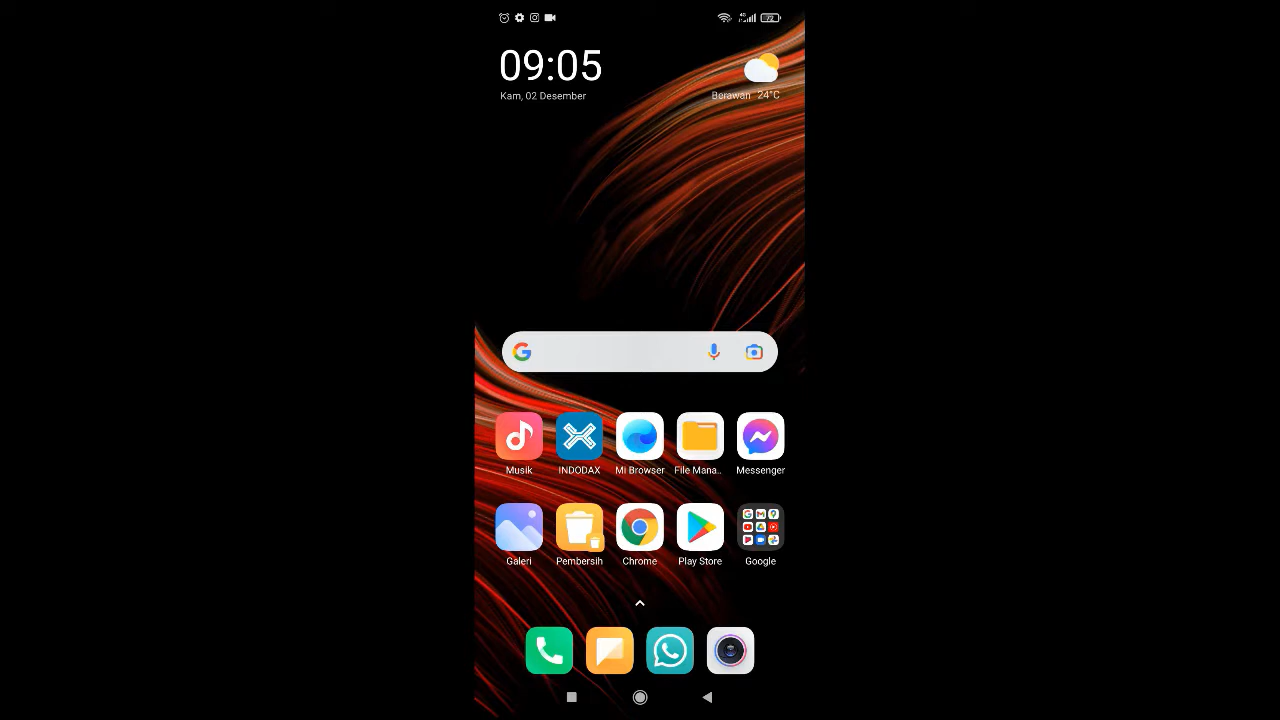 72
09:05
Kam, 02 Desember
Berawan 24°C
Musik
INDODAX
Mi Browser
File Mana..
Messenger
Galeri
Pembersih
Chrome
Play Store
Google